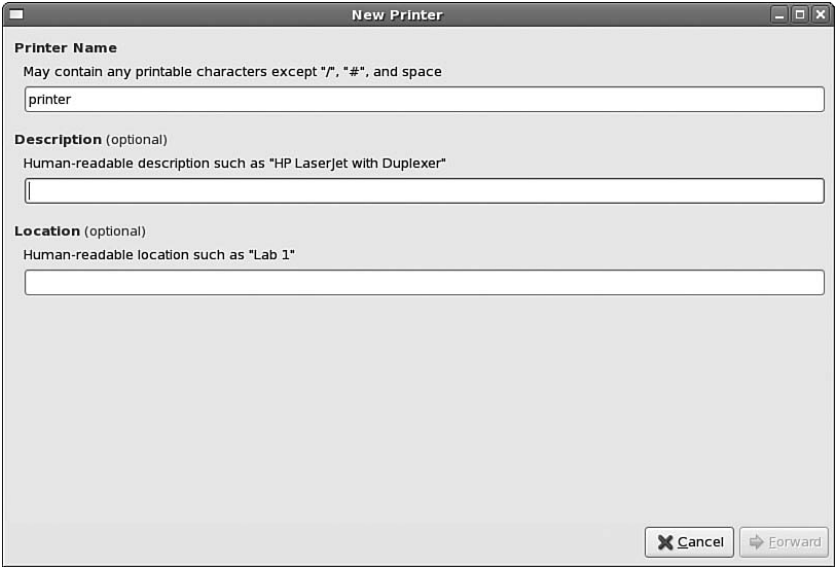 New Printer
Printer Name
May contain any printable characters except "/", "#", and space
printer
Description (optional)
Human-readable description such as "HP LaserJet with Duplexer"
Location (optional)
Human-readable location such as "Lab 1"
Cancel
Forward